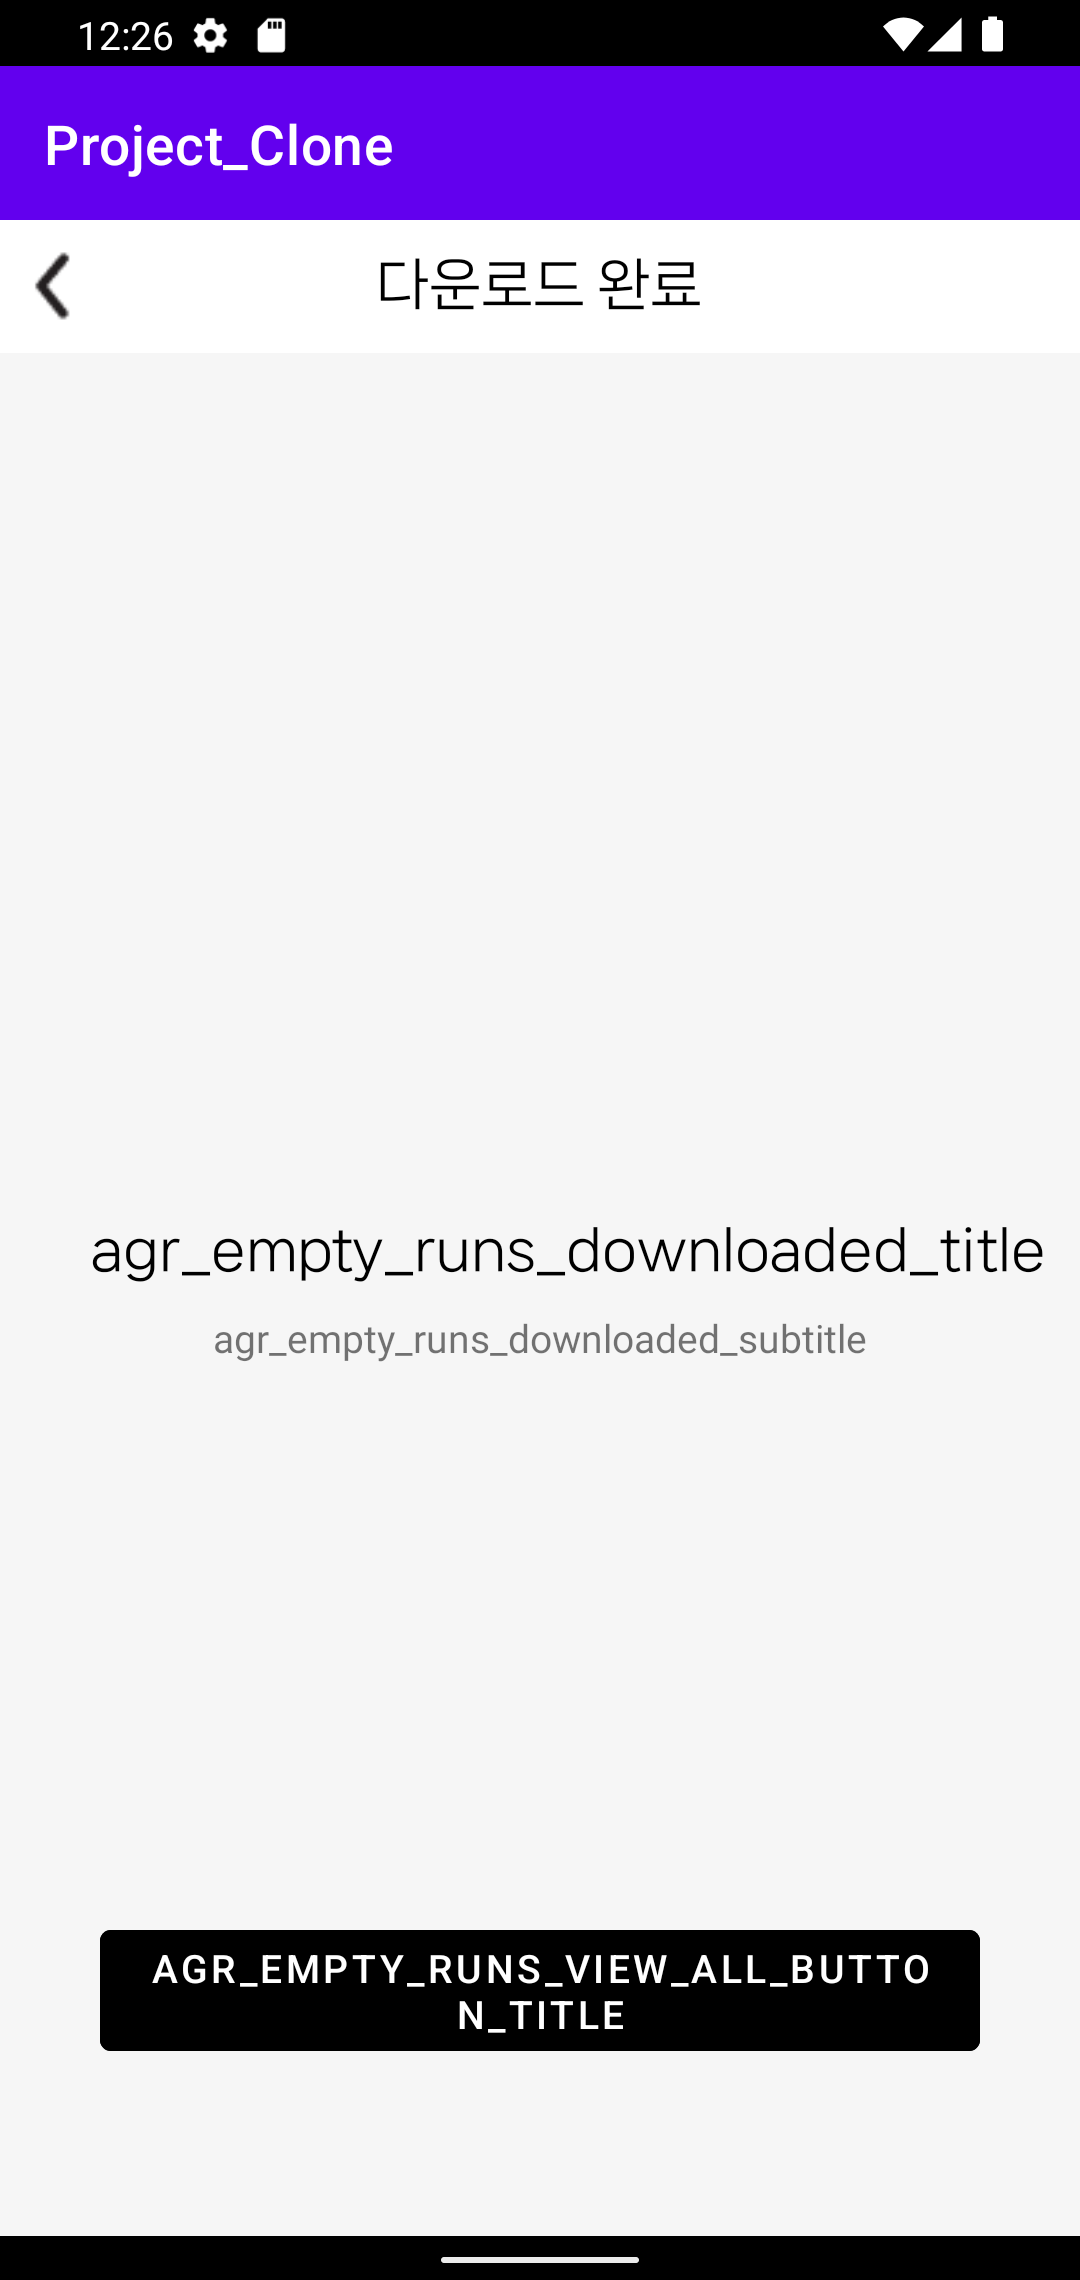 12:26
Project_Clone
다운로드 완료
agr_empty_runs_downloaded_title
agr_empty_runs_downloaded_subtitle
AGR_EMPTY_RUNS_VIEW_ALL_BUTTO
N_TITLE